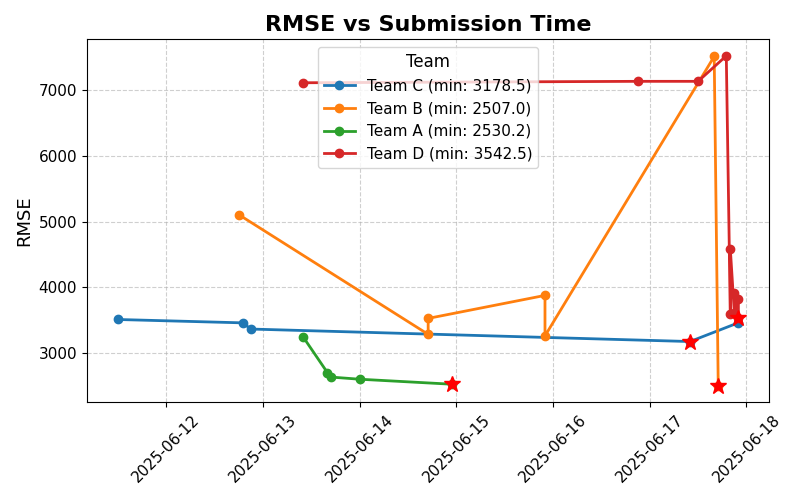 RMSE vs Submission Time
Team
Team C (min: 3178.5)
Team B (min: 2507.0)
Team A (min: 2530.2)
Team D (min: 3542.5)
RMSE
7000
6000
5000
4000
3000
2025-06-12
2025-06-13
2025-06-14
2025-06-15
2025-06-16
2025-06-17
2025-06-18